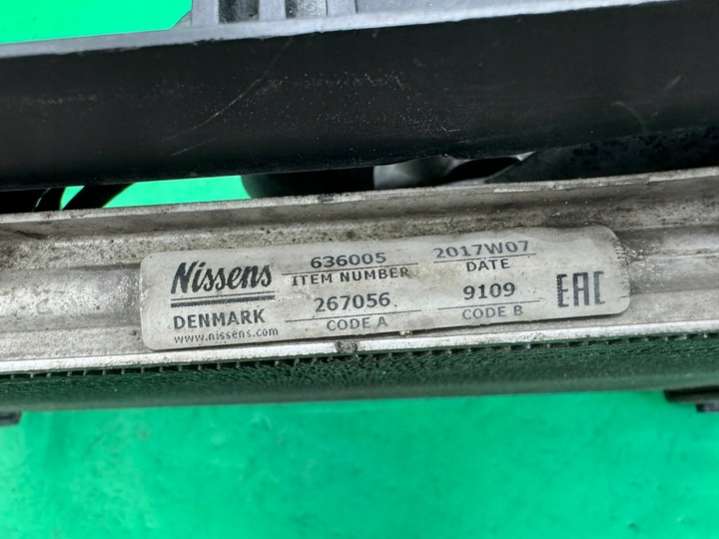 Nissens 636005 2017W07
ITEM NUMBER DATE
DENMARK 267056 9109 EAC
www.nissens.com CODE A CODE B